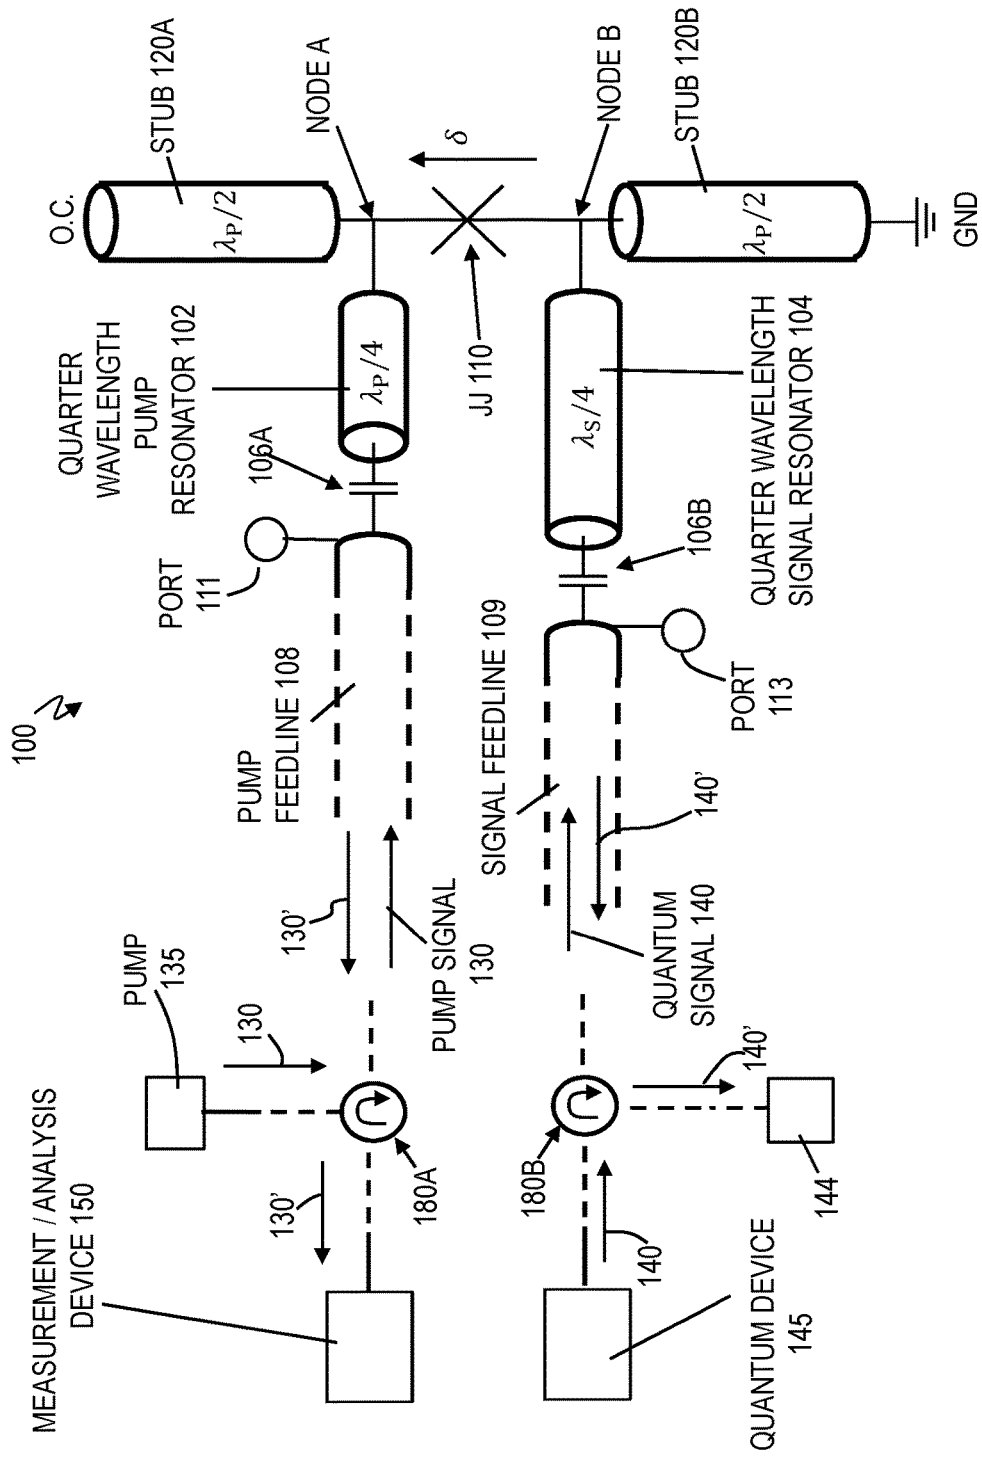 100
MEASUREMENT / ANALYSIS
DEVICE 150
PUMP
135
130
130'
180A
130'
PUMP SIGNAL
130
PUMP
FEEDLINE 108
PORT
111
106A
QUARTER
WAVELENGTH
PUMP
RESONATOR 102
λP/4
O.C.
STUB 120A
λP/2
NODE A
JJ 110
δ
NODE B
STUB 120B
λP/2
GND
QUARTER WAVELENGTH
SIGNAL RESONATOR 104
λS/4
106B
PORT
113
SIGNAL FEEDLINE 109
140'
QUANTUM
SIGNAL 140
180B
140'
144
140
QUANTUM DEVICE
145